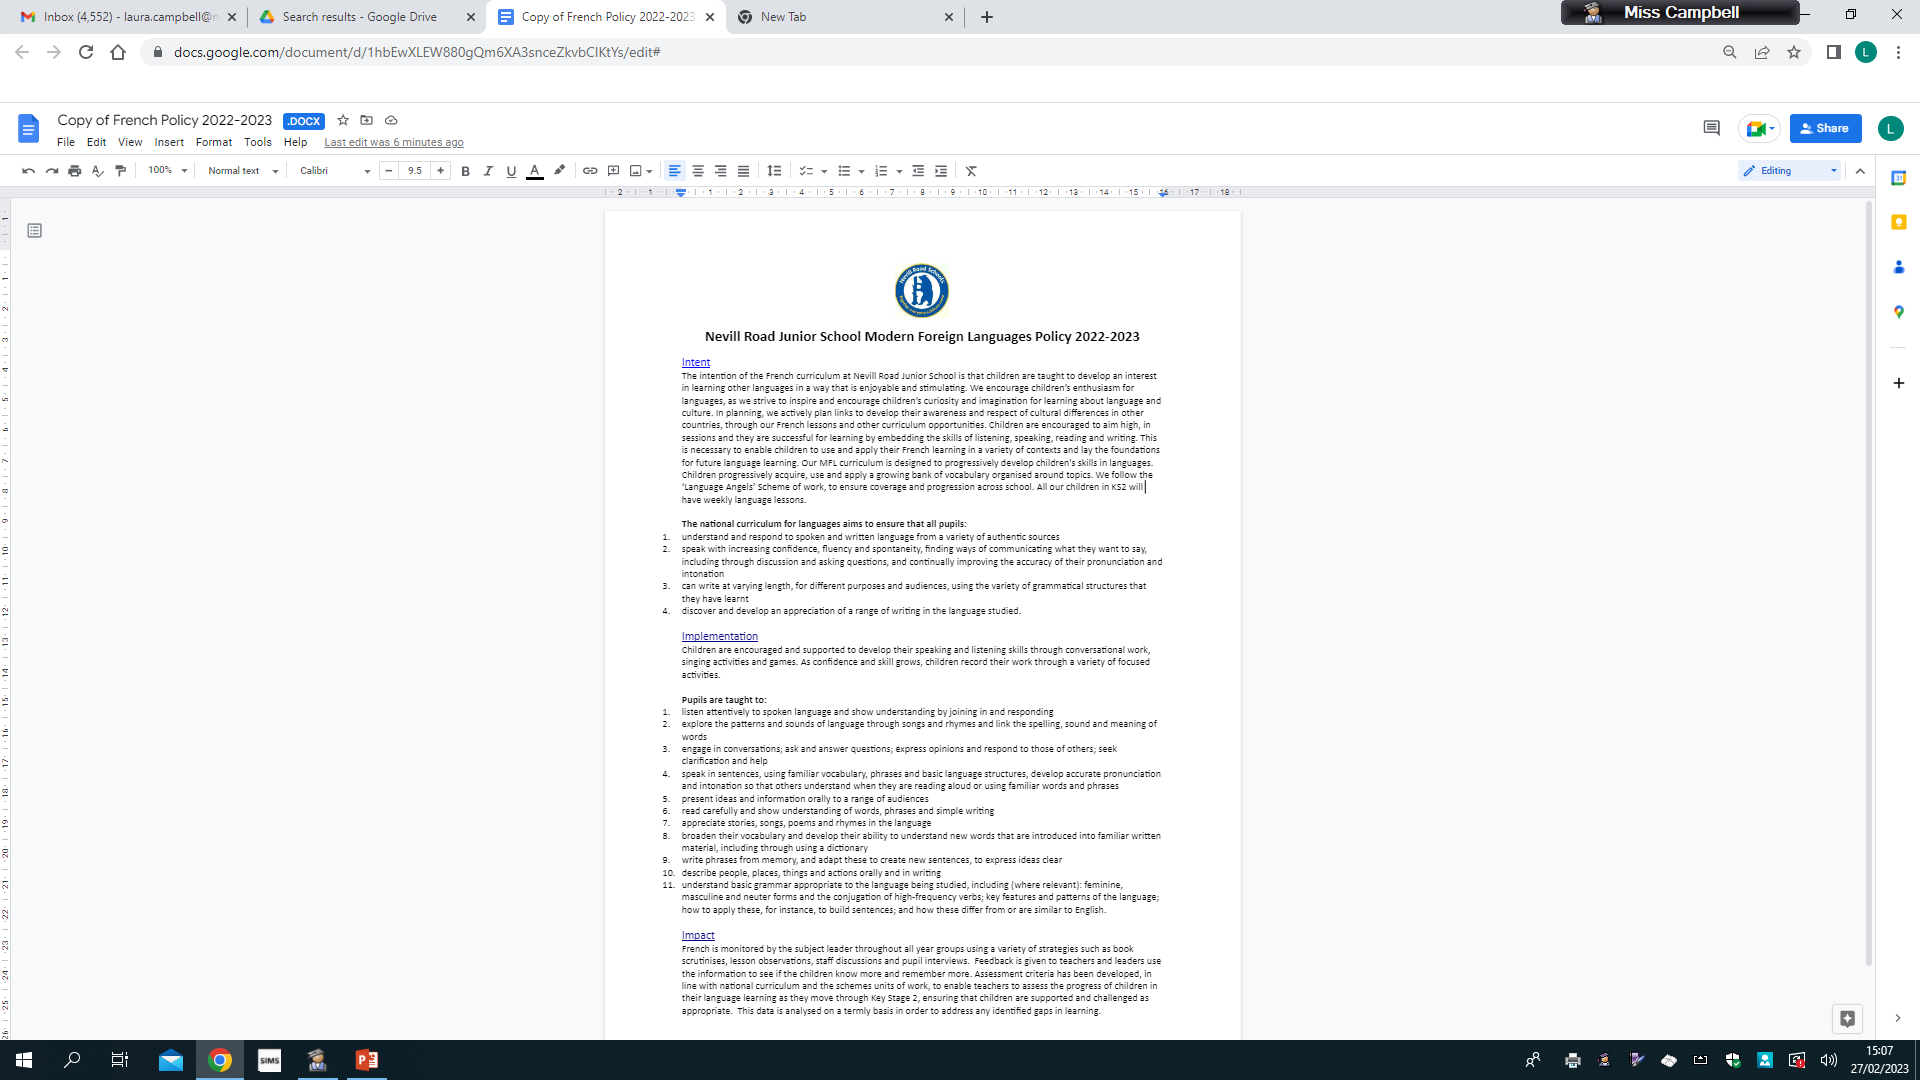 Inbox (4,552) - laura.campbell@n
Search results - Google Drive
Copy of French Policy 2022-2023
New Tab
Miss Campbell
docs.google.com/document/d/1hbEwXLEW880gQm6XA3snceZkvbClKtYs/edit#
L
Copy of French Policy 2022-2023
.DOCX
Share
L
File Edit View Insert Format Tools Help Last edit was 6 minutes ago
100% Normal text Calibri 9.5 B I U A Editing
2 1 1 2 3 4 5 6 7 8 9 10 11 12 13 14 15 16 17 18
Nevill Road Schools
Nevill Road Junior School Modern Foreign Languages Policy 2022-2023
Intent
The intention of the French curriculum at Nevill Road Junior School is that children are taught to develop an interest
in learning other languages in a way that is enjoyable and stimulating. We encourage children's enthusiasm for
languages, as we strive to inspire and encourage children's curiosity and imagination for learning about language and
culture. In planning, we actively plan links to develop their awareness and respect of cultural differences in other
countries, through our French lessons and other curriculum opportunities. Children are encouraged to aim high, in
sessions and they are successful for learning by embedding the skills of listening, speaking, reading and writing. This
is necessary to enable children to use and apply their French learning in a variety of contexts and lay the foundations
for future language learning. Our MFL curriculum is designed to progressively develop children's skills in languages.
Children progressively acquire, use and apply a growing bank of vocabulary organised around topics. We follow the
'Language Angels' Scheme of work, to ensure coverage and progression across school. All our children in KS2 will
have weekly language lessons.
The national curriculum for languages aims to ensure that all pupils:
1. understand and respond to spoken and written language from a variety of authentic sources
2. speak with increasing confidence, fluency and spontaneity, finding ways of communicating what they want to say,
including through discussion and asking questions, and continually improving the accuracy of their pronunciation and
intonation
3. can write at varying length, for different purposes and audiences, using the variety of grammatical structures that
they have learnt
4. discover and develop an appreciation of a range of writing in the language studied.
Implementation
Children are encouraged and supported to develop their speaking and listening skills through conversational work,
singing activities and games. As confidence and skill grows, children record their work through a variety of focused
activities.
Pupils are taught to:
1. listen attentively to spoken language and show understanding by joining in and responding
2. explore the patterns and sounds of language through songs and rhymes and link the spelling, sound and meaning of
words
3. engage in conversations; ask and answer questions; express opinions and respond to those of others; seek
clarification and help
4. speak in sentences, using familiar vocabulary, phrases and basic language structures, develop accurate pronunciation
and intonation so that others understand when they are reading aloud or using familiar words and phrases
5. present ideas and information orally to a range of audiences
6. read carefully and show understanding of words, phrases and simple writing
7. appreciate stories, songs, poems and rhymes in the language
8. broaden their vocabulary and develop their ability to understand new words that are introduced into familiar written
material, including through using a dictionary
9. write phrases from memory, and adapt these to create new sentences, to express ideas clear
10. describe people, places, things and actions orally and in writing
11. understand basic grammar appropriate to the language being studied, including (where relevant): feminine,
masculine and neuter forms and the conjugation of high-frequency verbs; key features and patterns of the language;
how to apply these, for instance, to build sentences; and how these differ from or are similar to English.
Impact
French is monitored by the subject leader throughout all year groups using a variety of strategies such as book
scrutinises, lesson observations, staff discussions and pupil interviews. Feedback is given to teachers and leaders use
the information to see if the children know more and remember more. Assessment criteria has been developed, in
line with national curriculum and the schemes units of work, to enable teachers to assess the progress of children in
their language learning as they move through Key Stage 2, ensuring that children are supported and challenged as
appropriate. This data is analysed on a termly basis in order to address any identified gaps in learning.
SIMS
15:07
27/02/2023